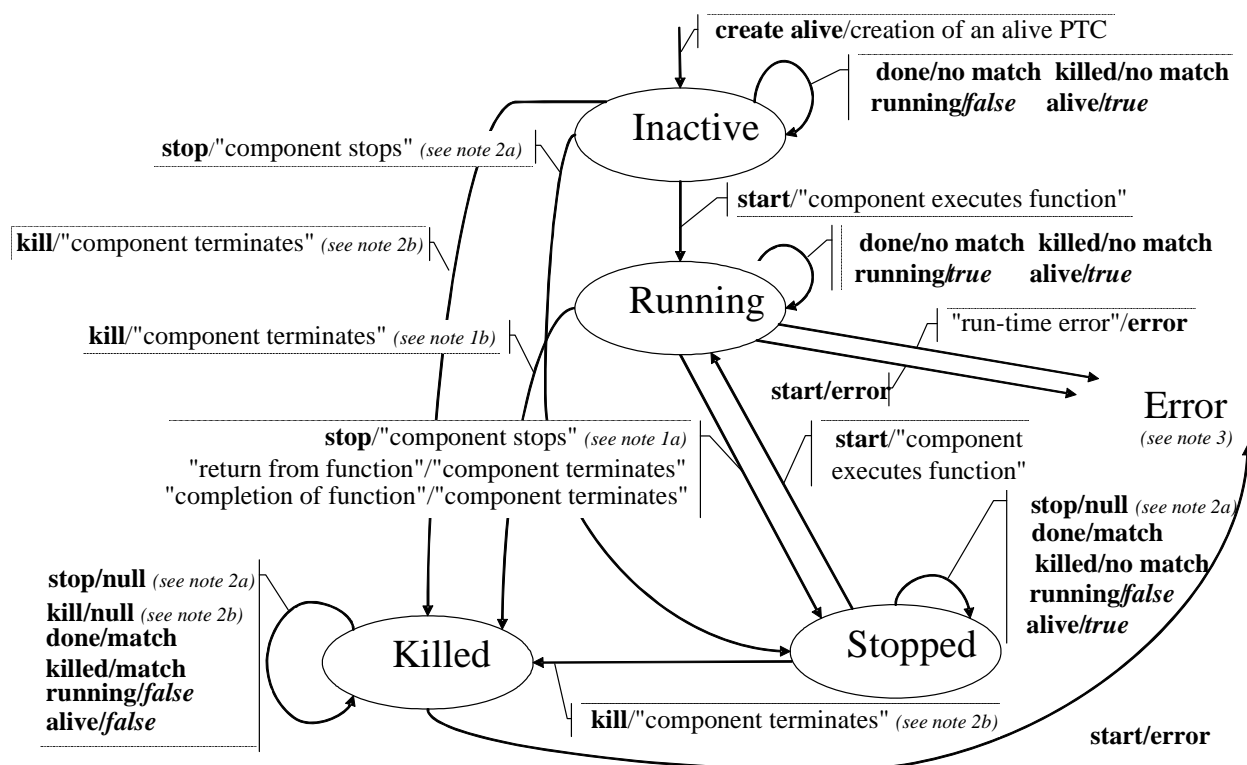 create alive/creation of an alive PTC
done/no match killed/no match
running/false alive/true
Inactive
stop/"component stops" (see note 2a)
start/"component executes function"
kill/"component terminates" (see note 2b)
done/no match killed/no match
running/true alive/true
Running
"run-time error"/error
kill/"component terminates" (see note 1b)
start/error
Error
(see note 3)
stop/"component stops" (see note 1a)
"return from function"/"component terminates"
"completion of function"/"component terminates"
start/"component
executes function"
stop/null (see note 2a)
done/match
killed/no match
running/false
alive/true
stop/null (see note 2a)
kill/null (see note 2b)
done/match
killed/match
running/false
alive/false
Killed
Stopped
kill/"component terminates" (see note 2b)
start/error